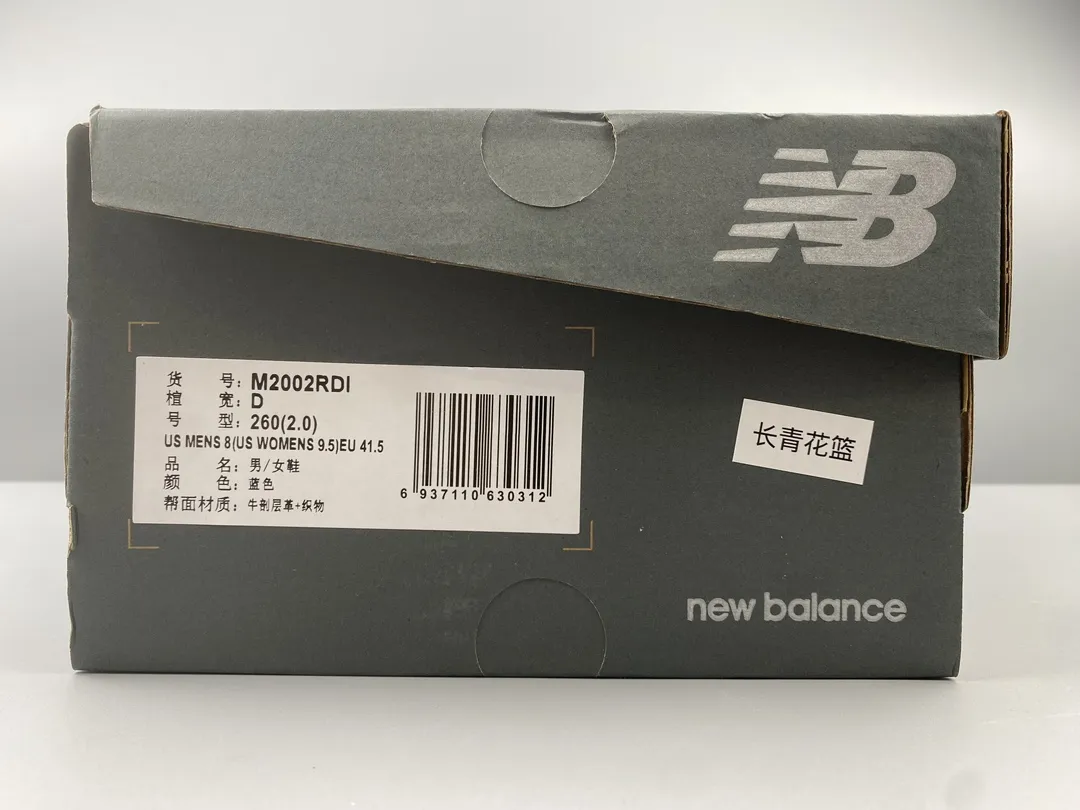 NB
货 号: M2002RDI
楦 宽: D
号 型: 260(2.0)
US MENS 8(US WOMENS 9.5)EU 41.5
品 名: 男/女鞋
颜 色: 蓝色
帮面材质: 牛剖层革+织物
6 937110 630312
长青花篮
new balance